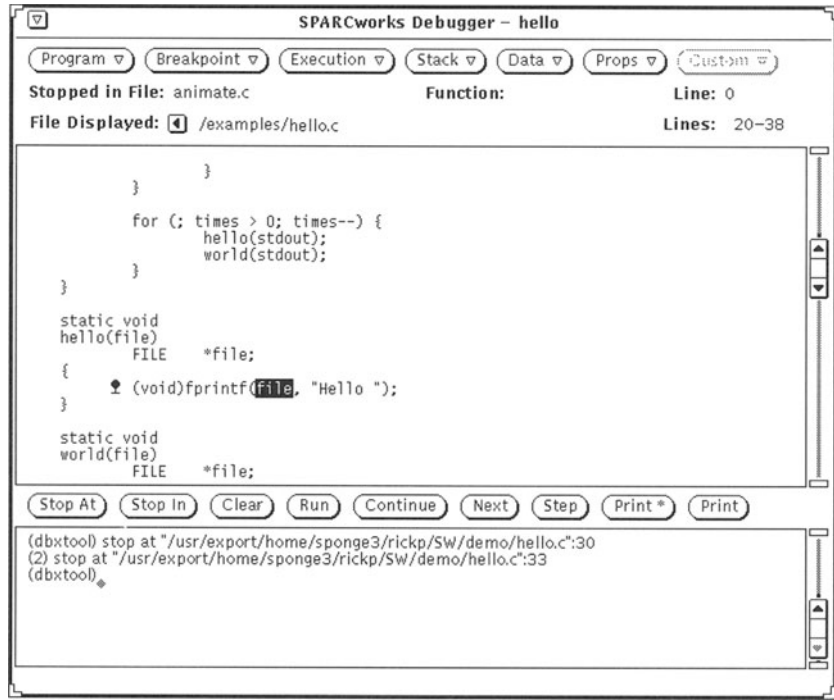 SPARCworks Debugger – hello
Program Breakpoint Execution Stack Data Props Custom
Stopped in File: animate.c Function: Line: 0
File Displayed: /examples/hello.c Lines: 20-38
}
}
for (; times > 0; times--) {
hello(stdout);
world(stdout);
}
}
static void
hello(file)
FILE *file;
{
(void)fprintf(file, "Hello ");
}
static void
world(file)
FILE *file;
Stop At Stop In Clear Run Continue Next Step Print * Print
(dbxtool) stop at "/usr/export/home/sponge3/rickp/SW/demo/hello.c":30
(2) stop at "/usr/export/home/sponge3/rickp/SW/demo/hello.c":33
(dbxtool)